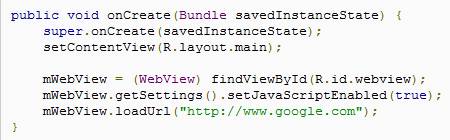 public void onCreate(Bundle savedInstanceState) {
    super.onCreate(savedInstanceState);
    setContentView(R.layout.main);

    mWebView = (WebView) findViewById(R.id.webview);
    mWebView.getSettings().setJavaScriptEnabled(true);
    mWebView.loadUrl("http://www.google.com");
}